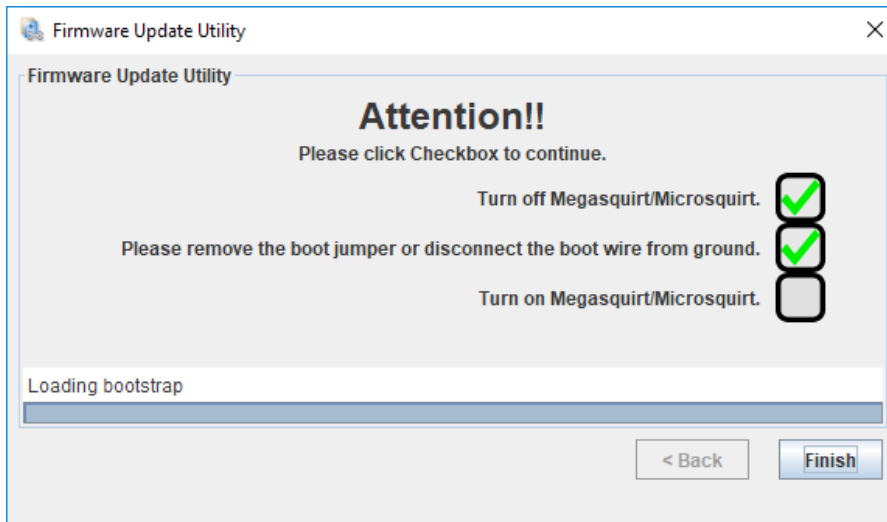 Firmware Update Utility
Firmware Update Utility
Attention!!
Please click Checkbox to continue.
Turn off Megasquirt/Microsquirt.
Please remove the boot jumper or disconnect the boot wire from ground.
Turn on Megasquirt/Microsquirt.
Loading bootstrap
< Back
Finish